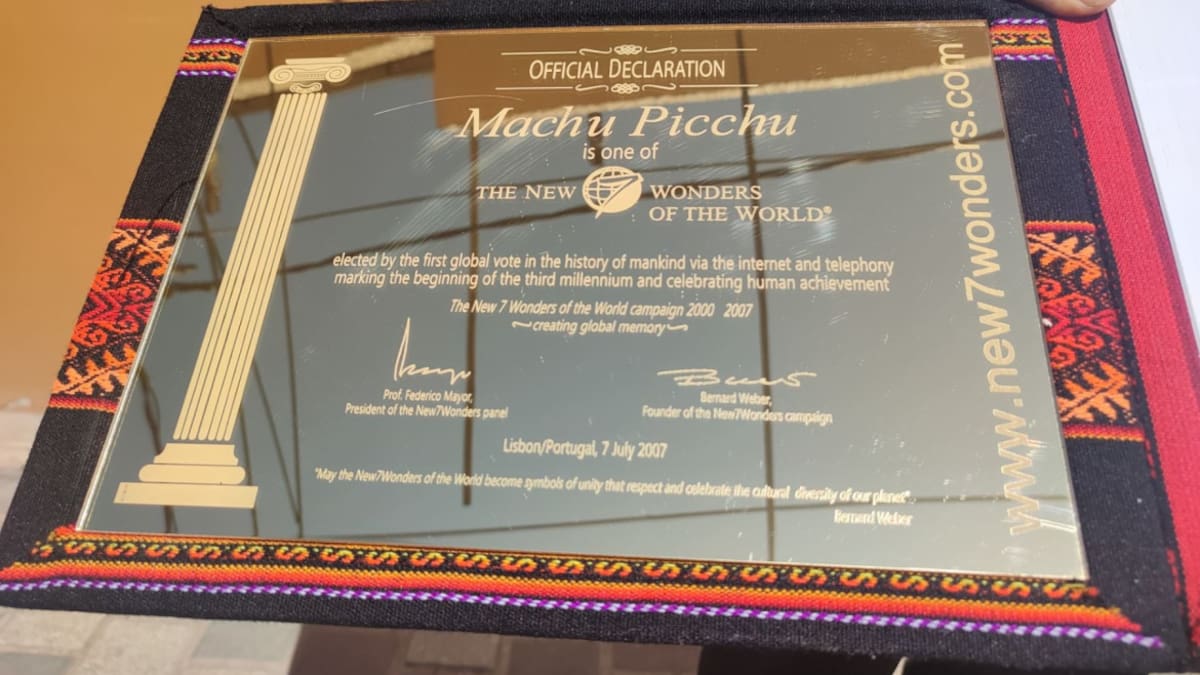 OFFICIAL DECLARATION
Machu Picchu
is one of
THE NEW 7 WONDERS
OF THE WORLD®
elected by the first global vote in the history of mankind via the internet and telephony
marking the beginning of the third millennium and celebrating human achievement
The New 7 Wonders of the World campaign 2000 2007
~creating global memory~
Prof. Federico Mayor,
President of the New7Wonders panel
Bernard Weber,
Founder of the New7Wonders campaign
Lisbon/Portugal, 7 July 2007
"May the New7Wonders of the World become symbols of unity that respect and celebrate the cultural diversity of our planet"
Bernard Weber
www.new7wonders.com